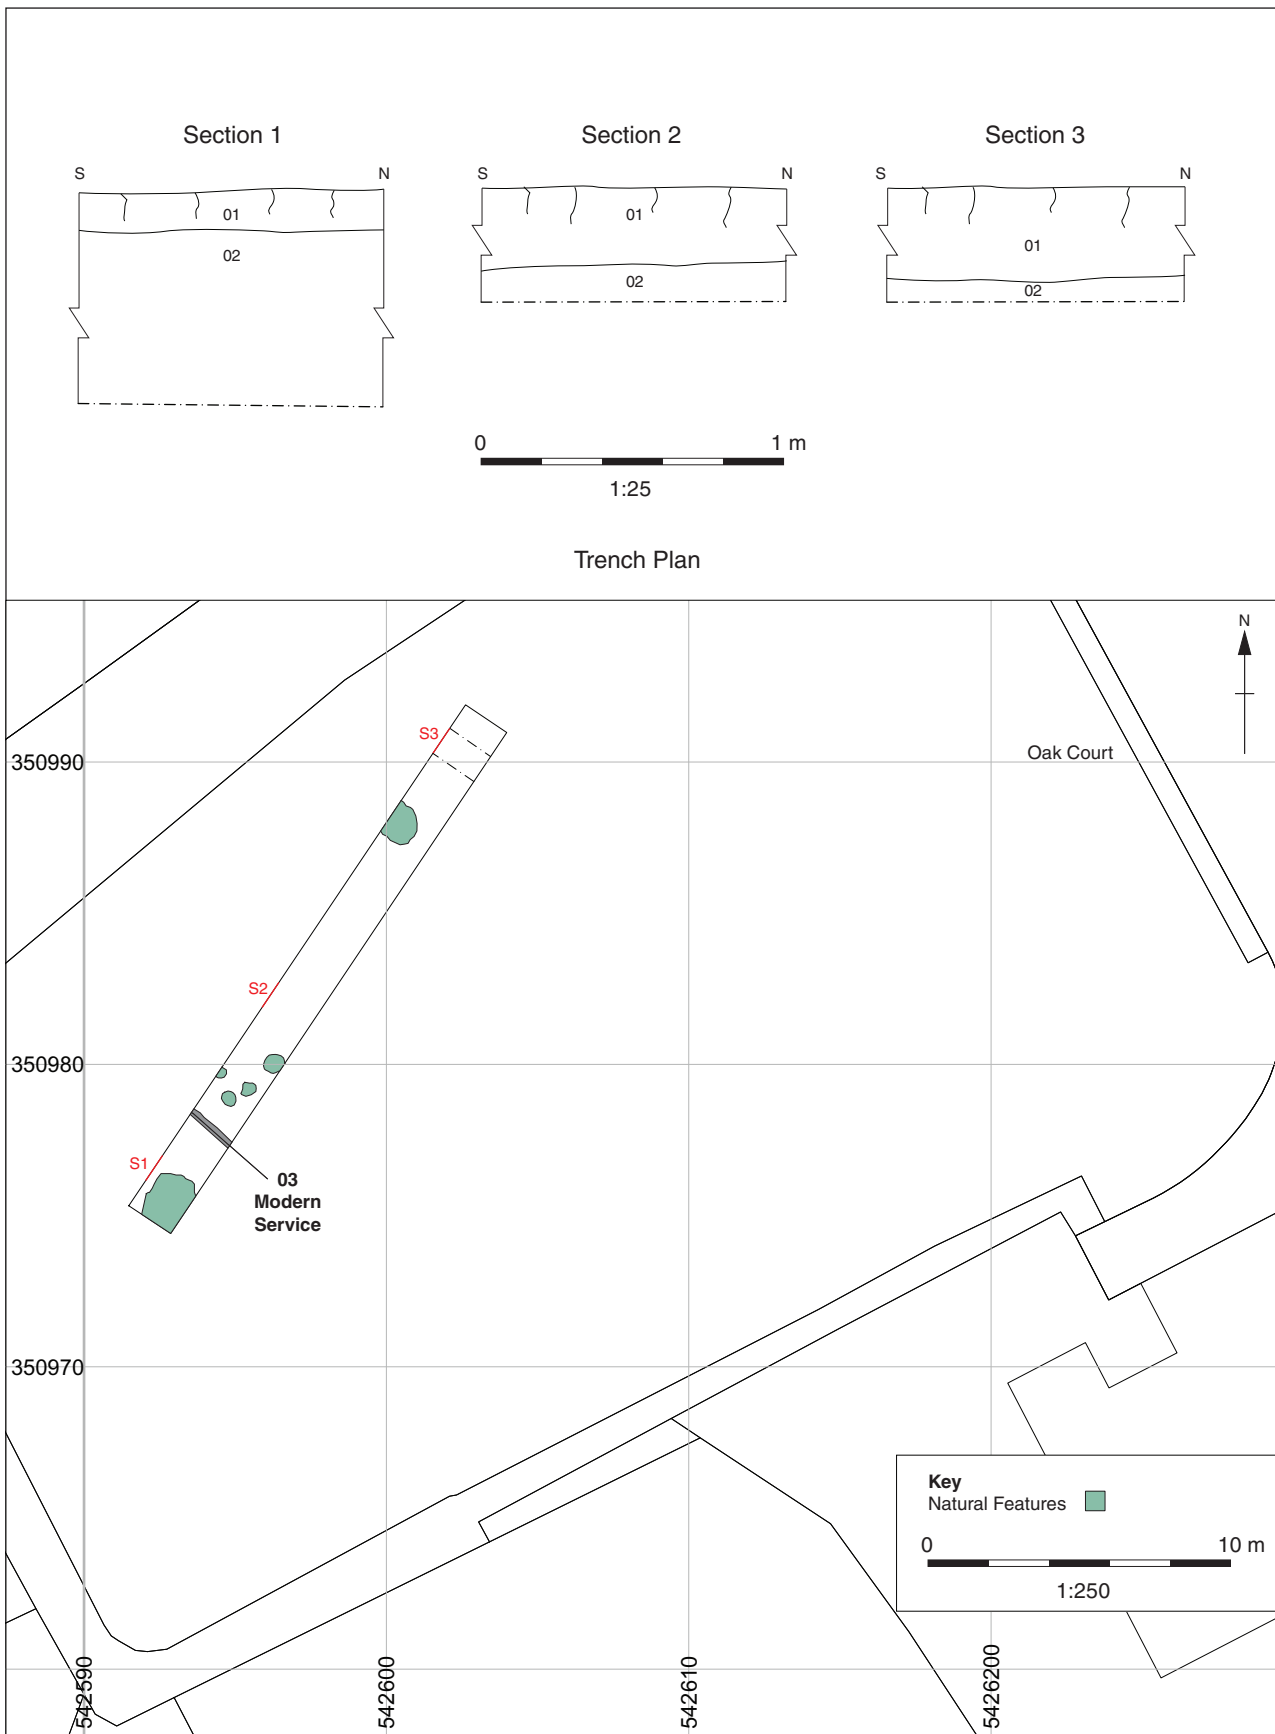 Section 1
Section 2
Section 3
S N
S N
S N
01
01
01
02
02
02
0 1 m
1:25
Trench Plan
N
S3
350990
Oak Court
S2
350980
S1
03
Modern
Service
350970
Key
Natural Features
0 10 m
1:250
542590
542600
542610
5426200